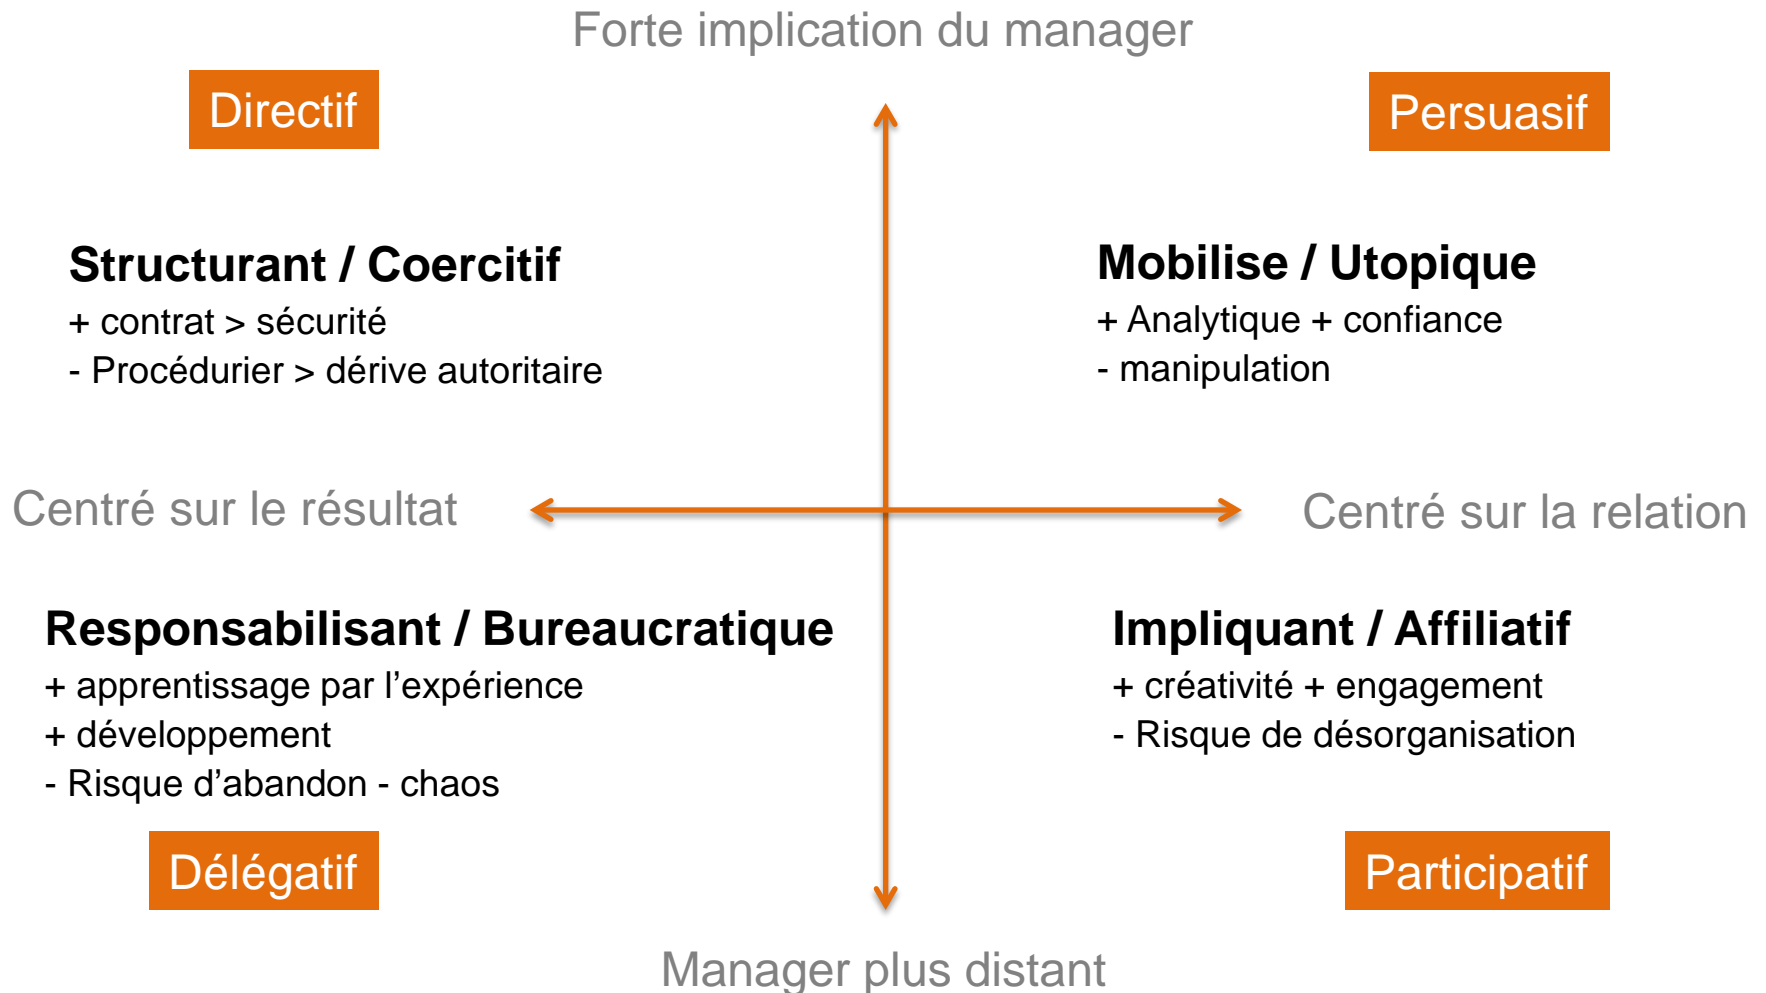 Forte implication du manager
Directif
Persuasif
Structurant / Coercitif
+ contrat > sécurité
- Procédurier > dérive autoritaire
Mobilise / Utopique
+ Analytique + confiance
- manipulation
Centré sur le résultat
Centré sur la relation
Responsabilisant / Bureaucratique
+ apprentissage par l’expérience
+ développement
- Risque d’abandon - chaos
Impliquant / Affiliatif
+ créativité + engagement
- Risque de désorganisation
Délégatif
Participatif
Manager plus distant